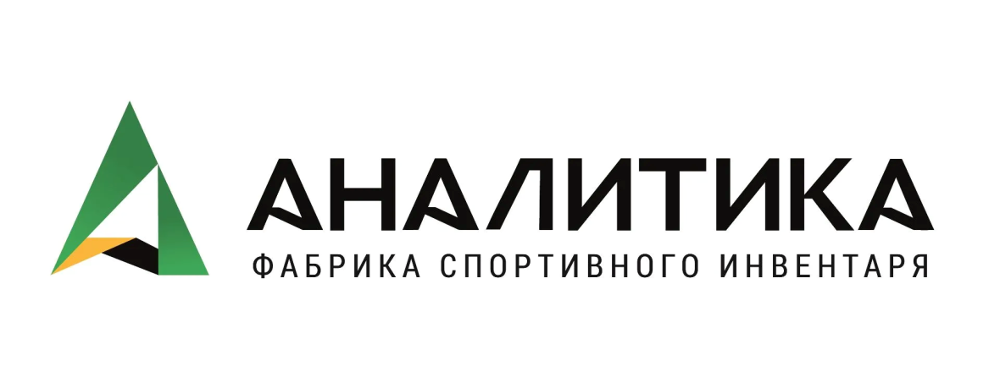 АНАЛИТИКА
ФАБРИКА СПОРТИВНОГО ИНВЕНТАРЯ